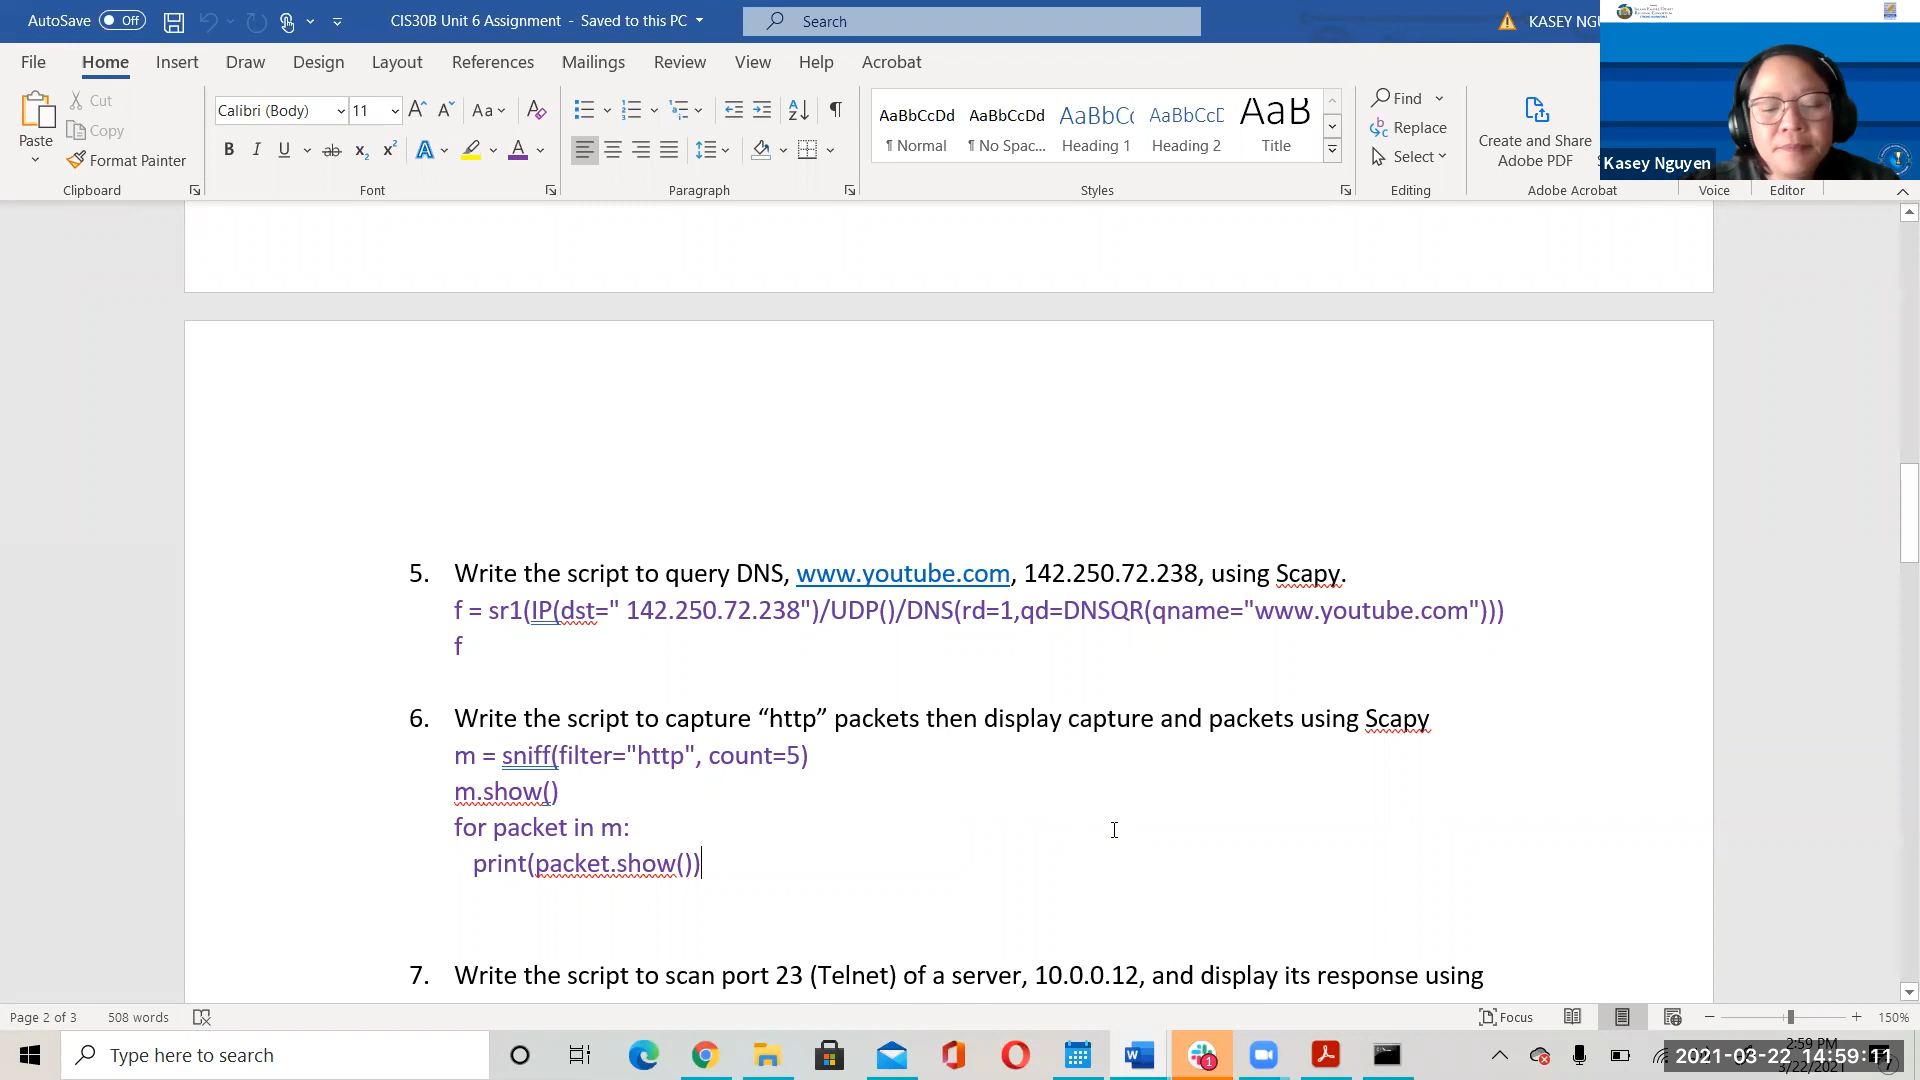 AutoSave Off
CIS30B Unit 6 Assignment - Saved to this PC
Search
KASEY NGU
File Home Insert Draw Design Layout References Mailings Review View Help Acrobat
Paste
Cut
Copy
Format Painter
Clipboard
Calibri (Body) 11
Font
Paragraph
AaBbCcDd AaBbCcDd AaBbC AaBbCcD AaB
¶ Normal ¶ No Spac... Heading 1 Heading 2 Title
Styles
Find
Replace
Select
Editing
Create and Share
Adobe PDF
Adobe Acrobat
Voice
Editor
Kasey Nguyen
5. Write the script to query DNS, www.youtube.com, 142.250.72.238, using Scapy.
f = sr1(IP(dst=" 142.250.72.238")/UDP()/DNS(rd=1,qd=DNSQR(qname="www.youtube.com")))
f
6. Write the script to capture “http” packets then display capture and packets using Scapy
m = sniff(filter="http", count=5)
m.show()
for packet in m:
print(packet.show())
7. Write the script to scan port 23 (Telnet) of a server, 10.0.0.12, and display its response using
Page 2 of 3 508 words
Focus
150%
Type here to search
2:59 PM
2021-03-22 14:59:11